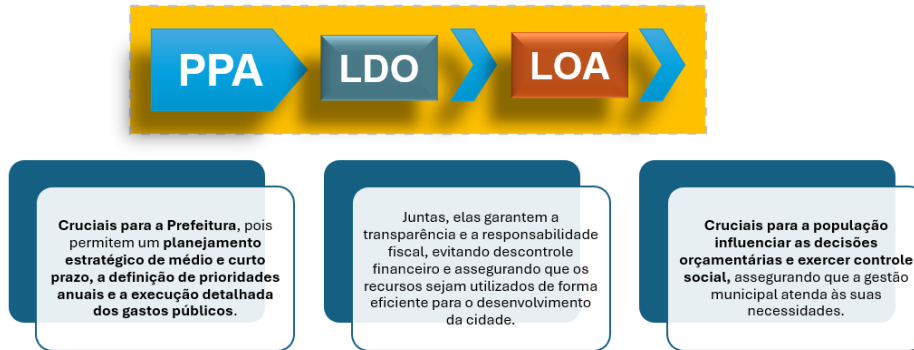 PPA
LDO
LOA
Cruciais para a Prefeitura, pois
permitem um planejamento
estratégico de médio e curto
prazo, a definição de prioridades
anuais e a execução detalhada
dos gastos públicos.
Juntas, elas garantem a
transparência e a responsabilidade
fiscal, evitando descontrole
financeiro e assegurando que os
recursos sejam utilizados de forma
eficiente para o desenvolvimento
da cidade.
Cruciais para a população
influenciar as decisões
orçamentárias e exercer controle
social, assegurando que a gestão
municipal atenda às suas
necessidades.